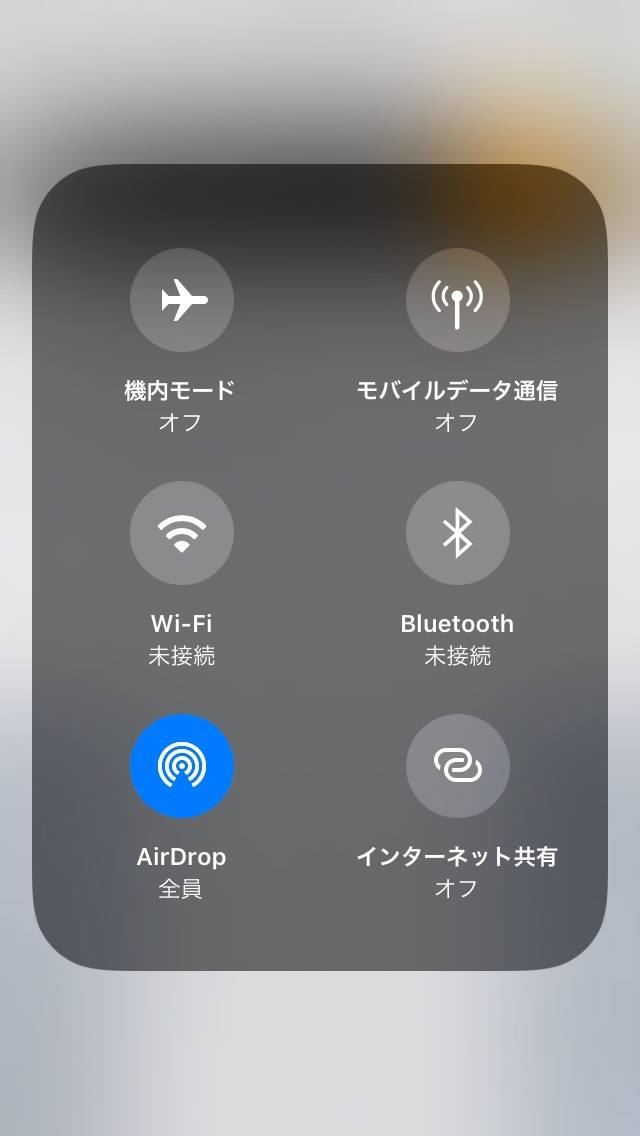 機内モード
オフ
モバイルデータ通信
オフ
Wi-Fi
未接続
Bluetooth
未接続
AirDrop
全員
インターネット共有
オフ